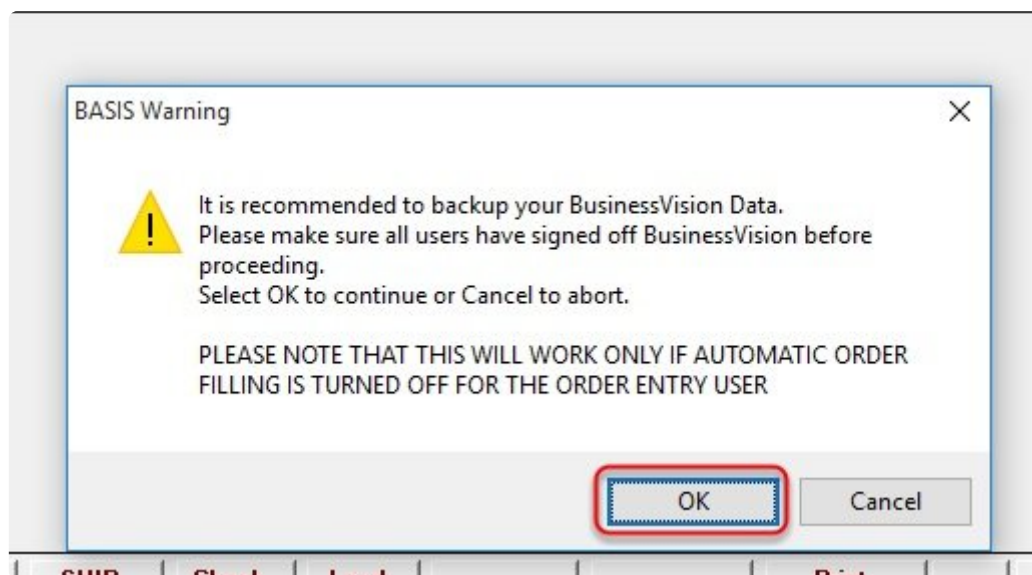 BASIS Warning
It is recommended to backup your BusinessVision Data.
Please make sure all users have signed off BusinessVision before
proceeding.
Select OK to continue or Cancel to abort.
PLEASE NOTE THAT THIS WILL WORK ONLY IF AUTOMATIC ORDER
FILLING IS TURNED OFF FOR THE ORDER ENTRY USER
OK Cancel